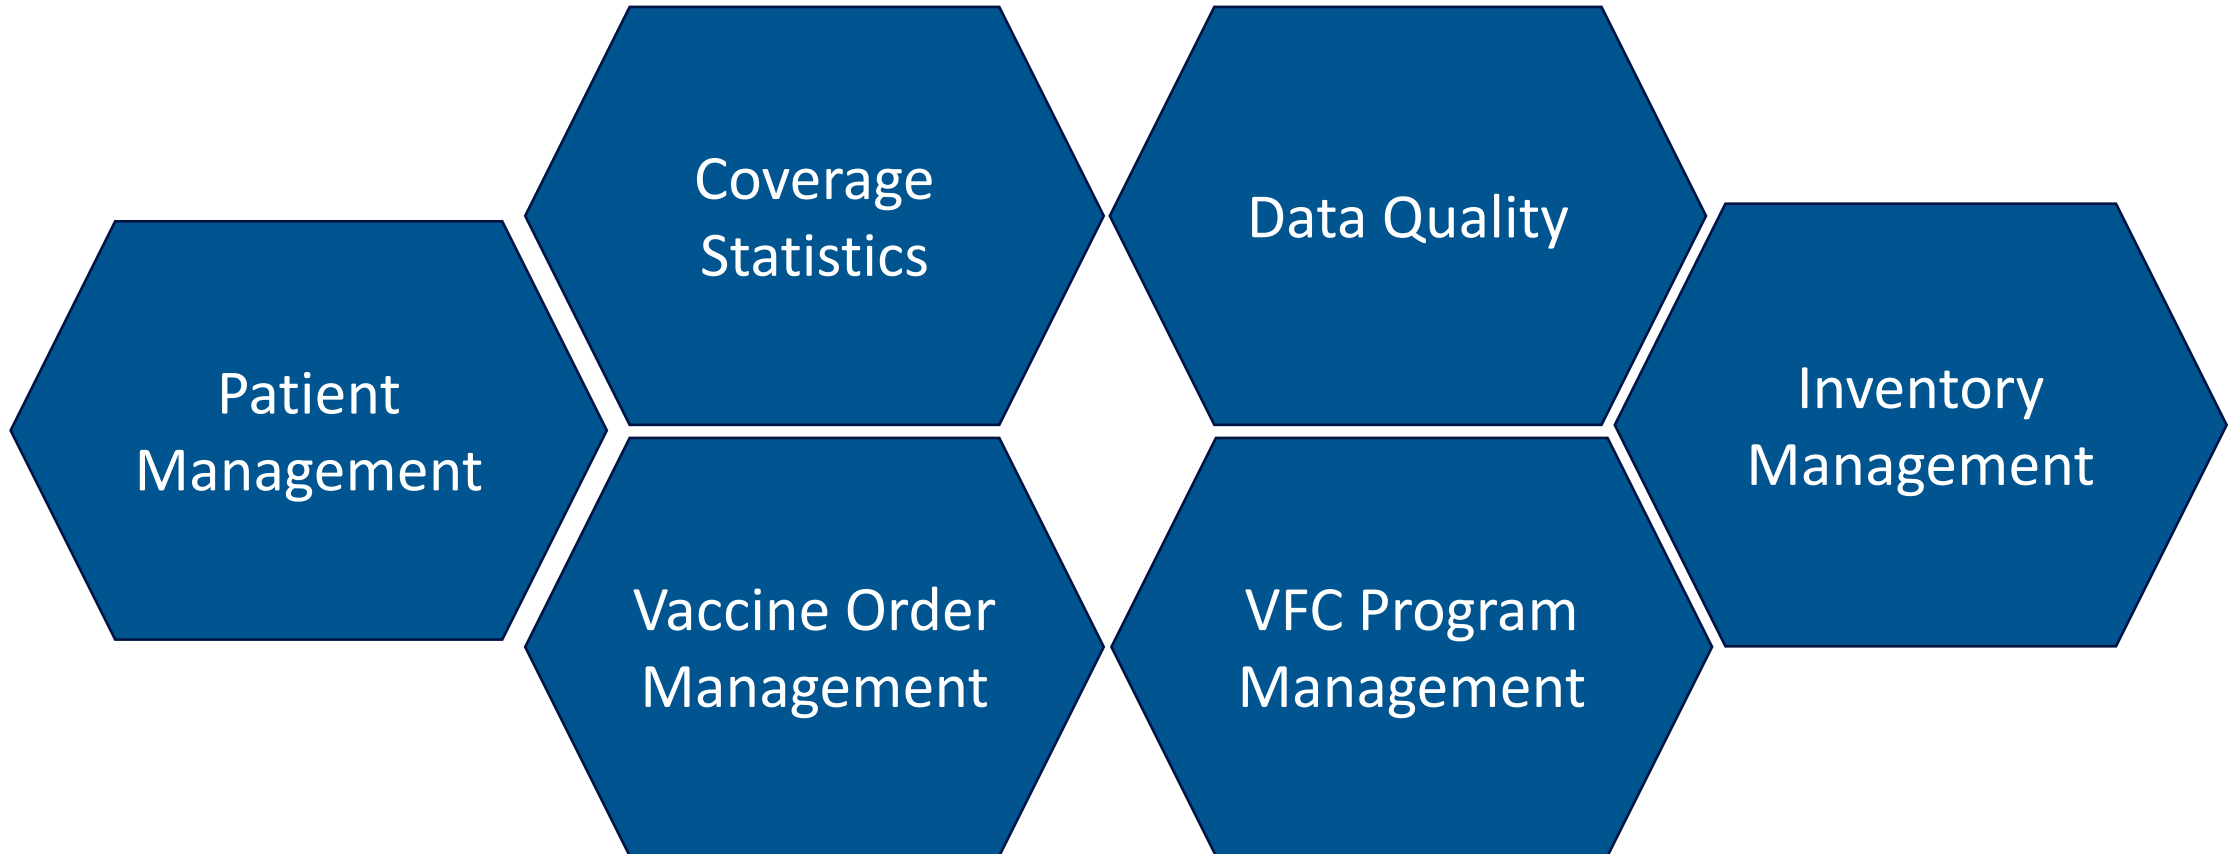 Coverage
Statistics
Data Quality
Patient
Management
Inventory
Management
Vaccine Order
Management
VFC Program
Management